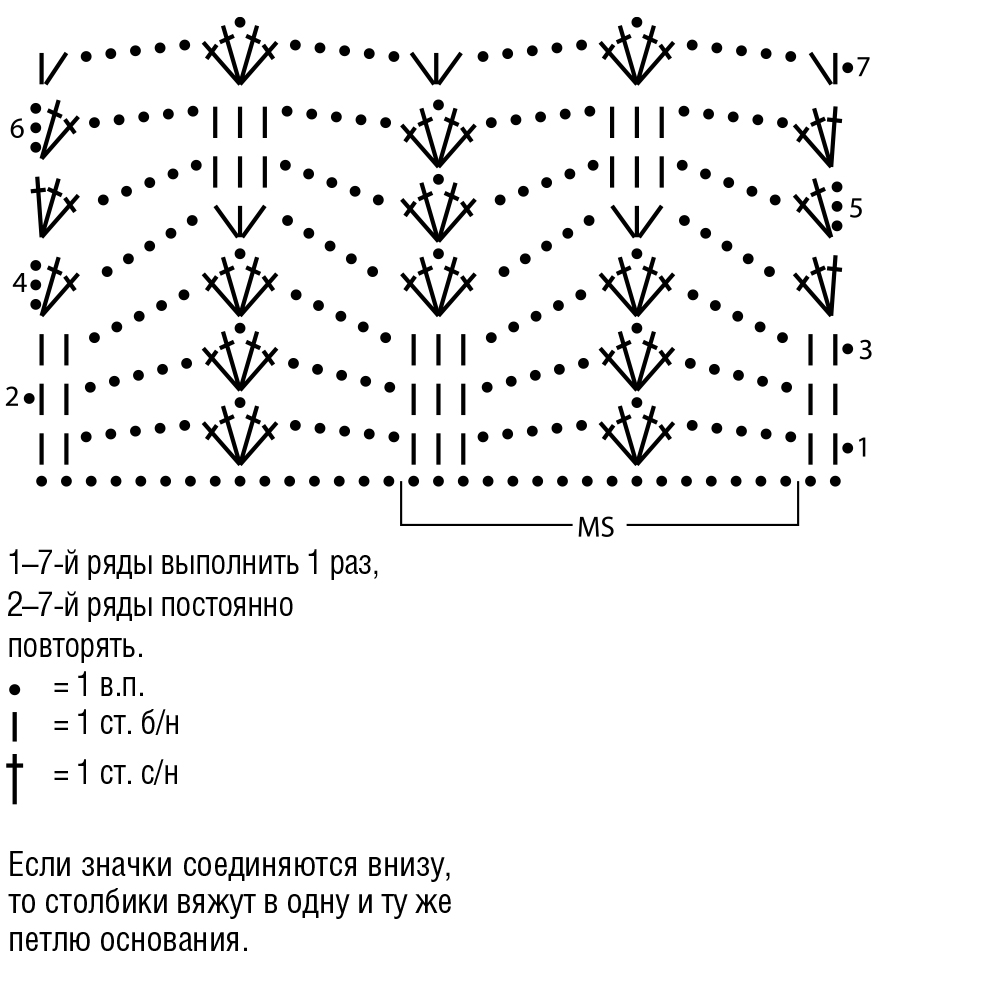 7
6
5
4
3
2
1
MS
1–7-й ряды выполнить 1 раз,
2–7-й ряды постоянно
повторять.
• = 1 в.п.
= 1 ст. б/н
= 1 ст. с/н
Если значки соединяются внизу,
то столбики вяжут в одну и ту же
петлю основания.